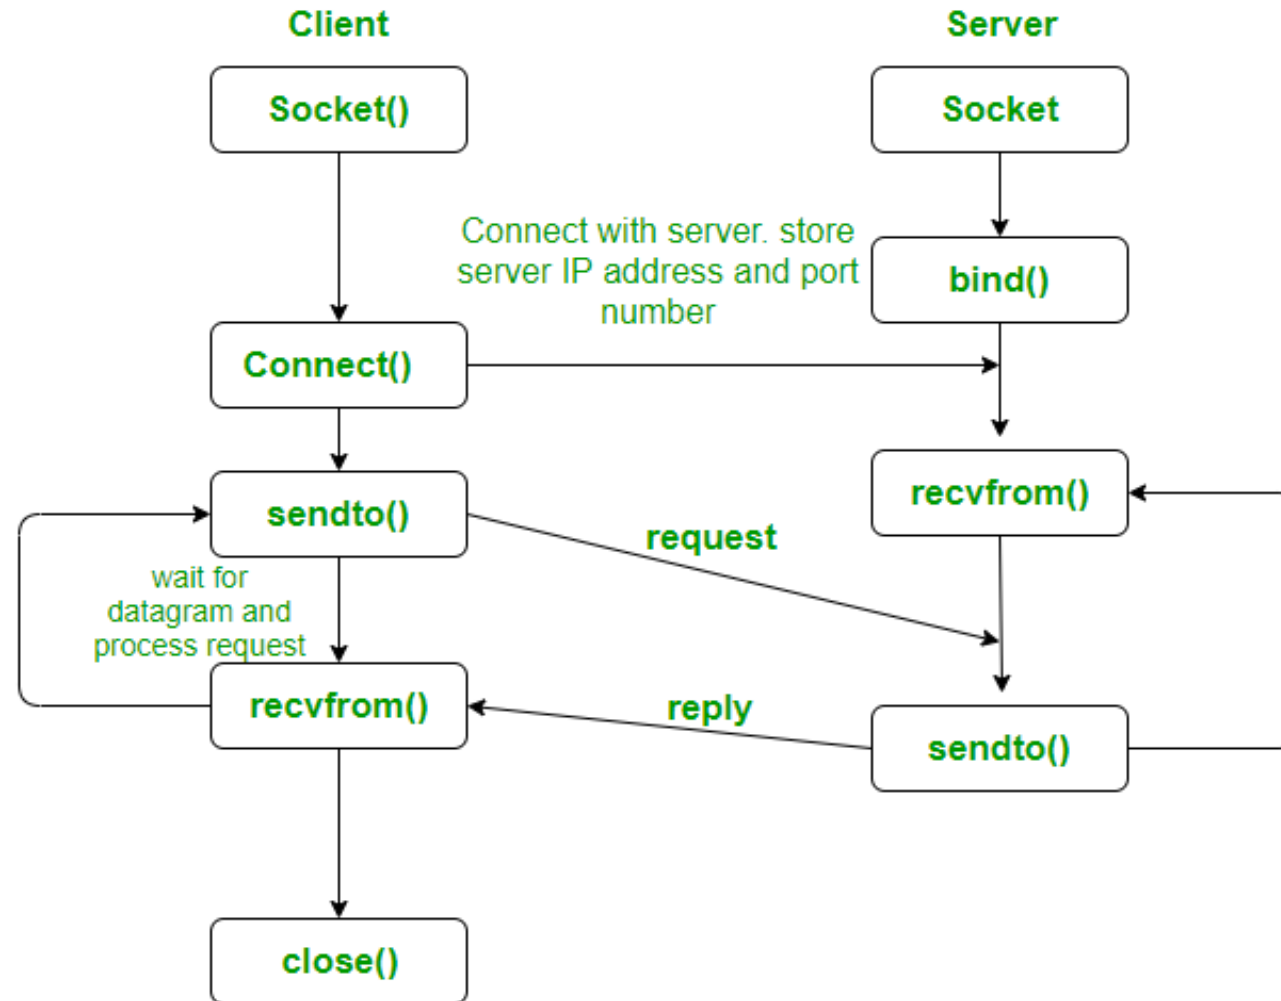 Client
Server
Socket()
Socket
Connect with server. store
server IP address and port
number
bind()
Connect()
sendto()
recvfrom()
request
wait for
datagram and
process request
recvfrom()
reply
sendto()
close()